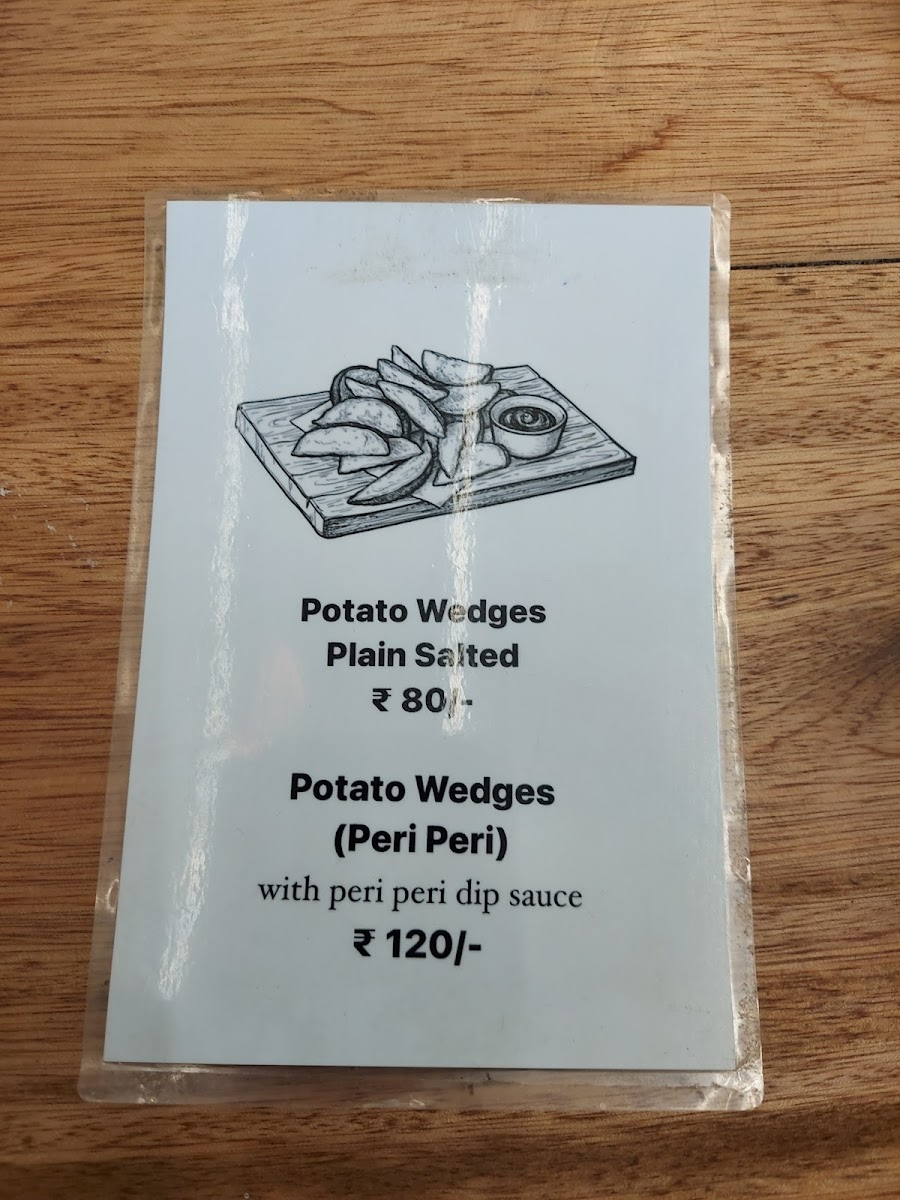 Potato Wedges
Plain Salted
₹ 80/-
Potato Wedges
(Peri Peri)
with peri peri dip sauce
₹ 120/-